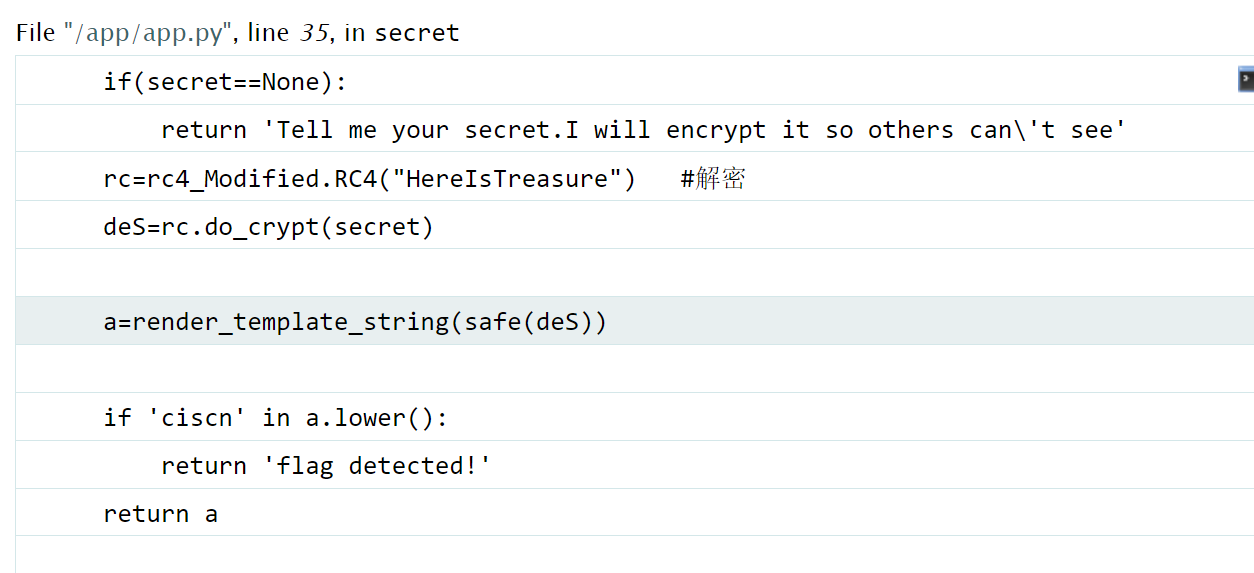 File "/app/app.py", line 35, in secret
if(secret==None):
return 'Tell me your secret.I will encrypt it so others can\'t see'
rc=rc4_Modified.RC4("HereIsTreasure")   #解密
deS=rc.do_crypt(secret)
a=render_template_string(safe(deS))
if 'ciscn' in a.lower():
return 'flag detected!'
return a